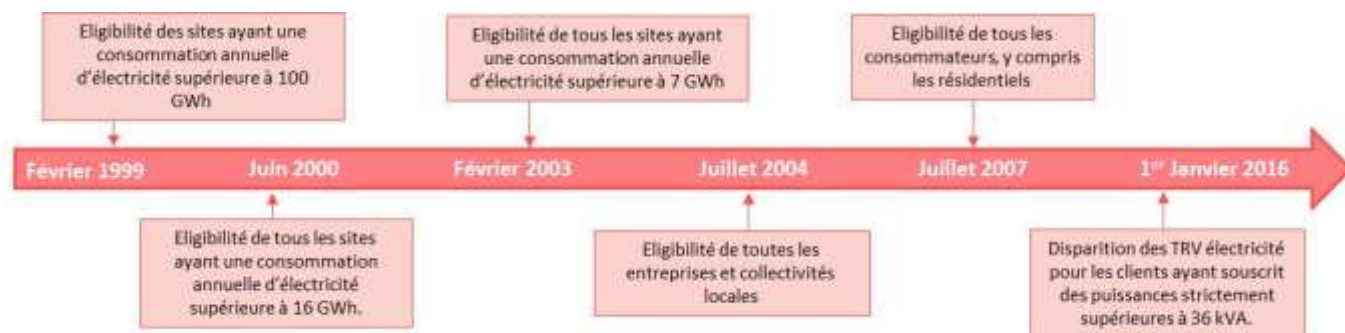 Eligibilité des sites ayant une
consommation annuelle
d'électricité supérieure à 100
GWh
Eligibilité de tous les sites ayant
une consommation annuelle
d'électricité supérieure à 7 GWh
Eligibilité de tous les
consommateurs, y compris
les résidentiels
Février 1999
Juin 2000
Février 2003
Juillet 2004
Juillet 2007
1er Janvier 2016
Eligibilité de tous les sites
ayant une consommation
annuelle d'électricité
supérieure à 16 GWh.
Eligibilité de toutes les
entreprises et collectivités
locales
Disparition des TRV électricité
pour les clients ayant souscrit
des puissances strictement
supérieures à 36 kVA.